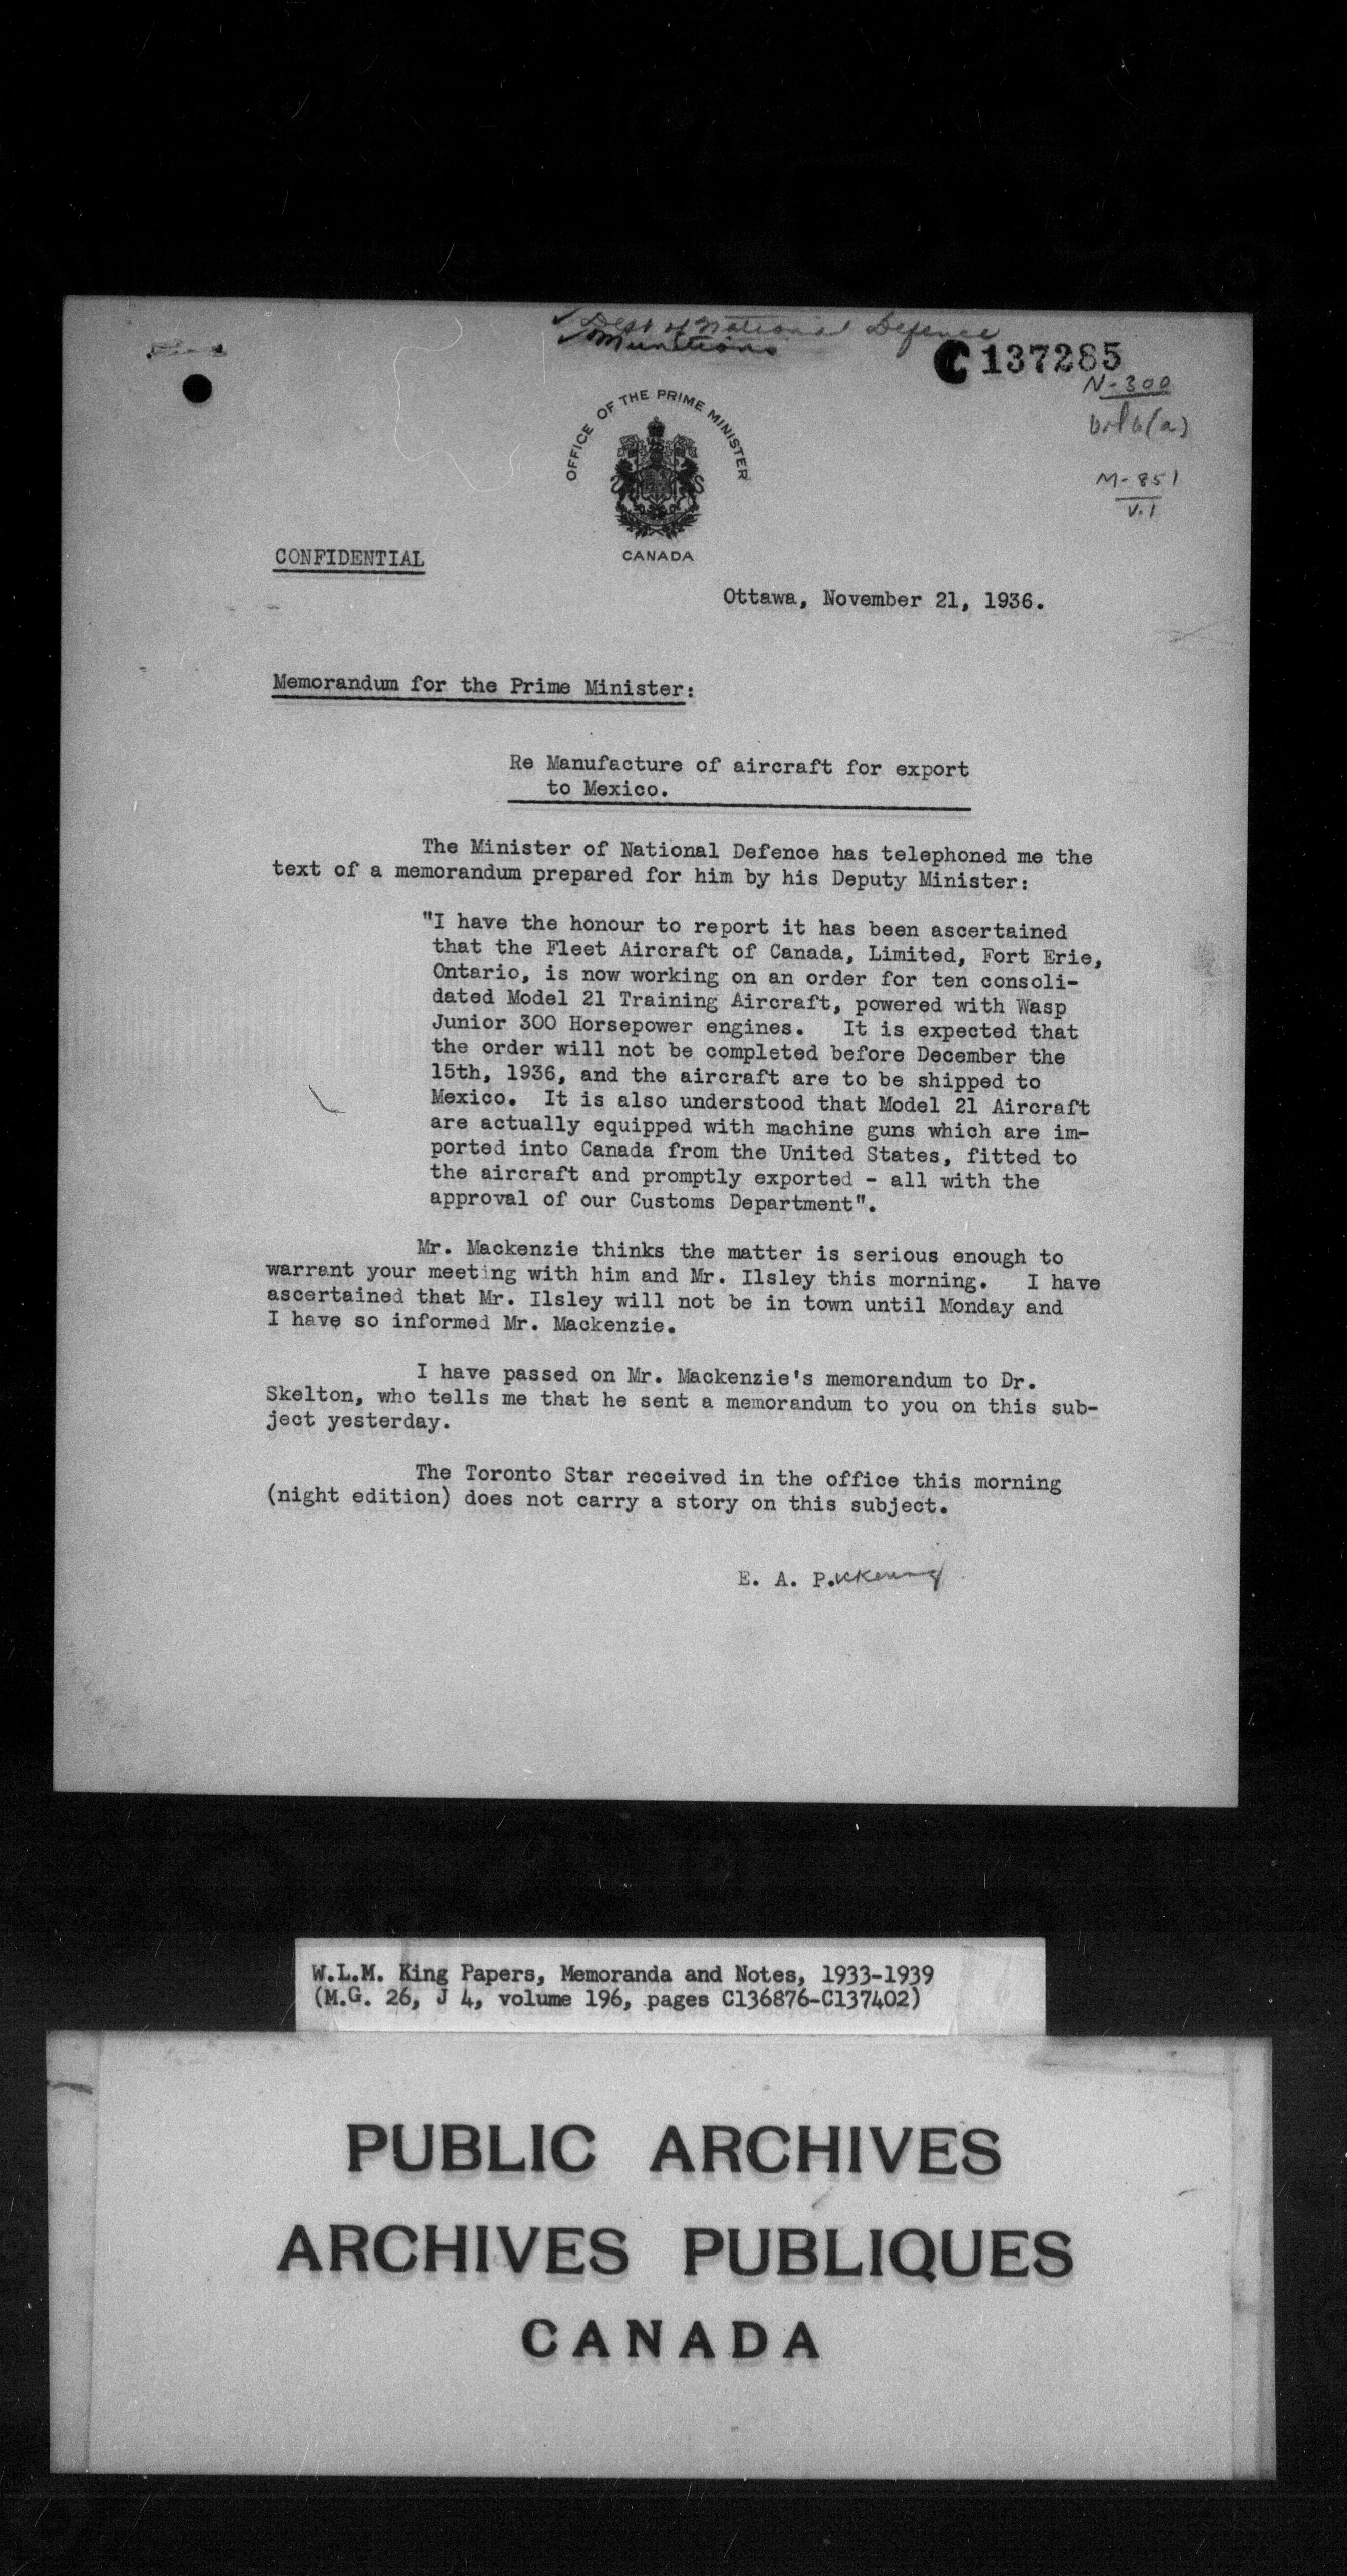 Dept of National Defence
Munitions
C 137285
N-300
M-851
V.1
OFFICE OF THE PRIME MINISTER
CANADA
CONFIDENTIAL
Ottawa, November 21, 1936.
Memorandum for the Prime Minister:
Re Manufacture of aircraft for export
to Mexico.
The Minister of National Defence has telephoned me the
text of a memorandum prepared for him by his Deputy Minister:
"I have the honour to report it has been ascertained
that the Fleet Aircraft of Canada, Limited, Fort Erie,
Ontario, is now working on an order for ten consoli-
dated Model 21 Training Aircraft, powered with Wasp
Junior 300 Horsepower engines. It is expected that
the order will not be completed before December the
15th, 1936, and the aircraft are to be shipped to
Mexico. It is also understood that Model 21 Aircraft
are actually equipped with machine guns which are im-
ported into Canada from the United States, fitted to
the aircraft and promptly exported - all with the
approval of our Customs Department".
Mr. Mackenzie thinks the matter is serious enough to
warrant your meeting with him and Mr. Ilsley this morning. I have
ascertained that Mr. Ilsley will not be in town until Monday and
I have so informed Mr. Mackenzie.
I have passed on Mr. Mackenzie's memorandum to Dr.
Skelton, who tells me that he sent a memorandum to you on this sub-
ject yesterday.
The Toronto Star received in the office this morning
(night edition) does not carry a story on this subject.
E. A. Pickering
W.L.M. King Papers, Memoranda and Notes, 1933-1939
(M.G. 26, J 4, volume 196, pages C136876-C137402)
PUBLIC ARCHIVES
ARCHIVES PUBLIQUES
CANADA